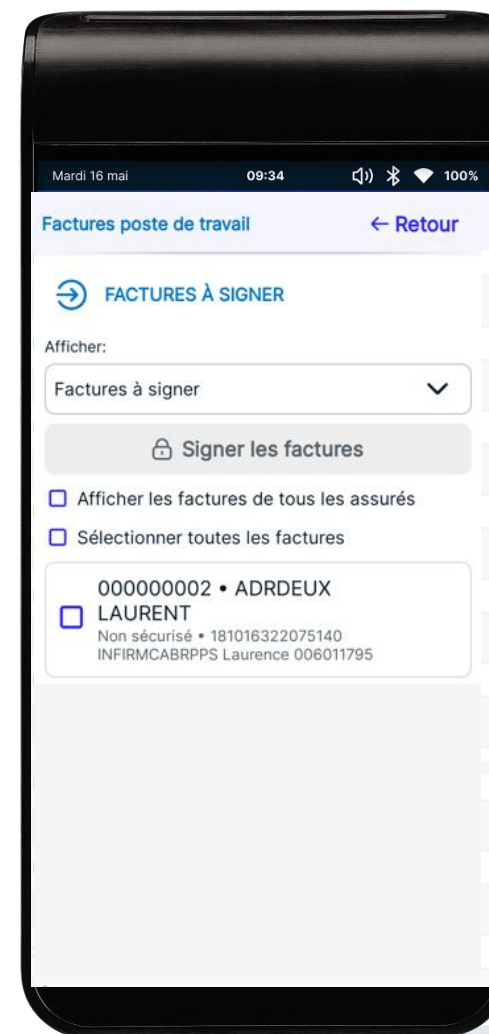 Mardi 16 mai 09:34 100%
Factures poste de travail ← Retour
FACTURES À SIGNER
Afficher:
Factures à signer
Signer les factures
Afficher les factures de tous les assurés
Sélectionner toutes les factures
000000002 • ADRDEUX
LAURENT
Non sécurisé • 181016322075140
INFIRMCABRPPS Laurence 006011795